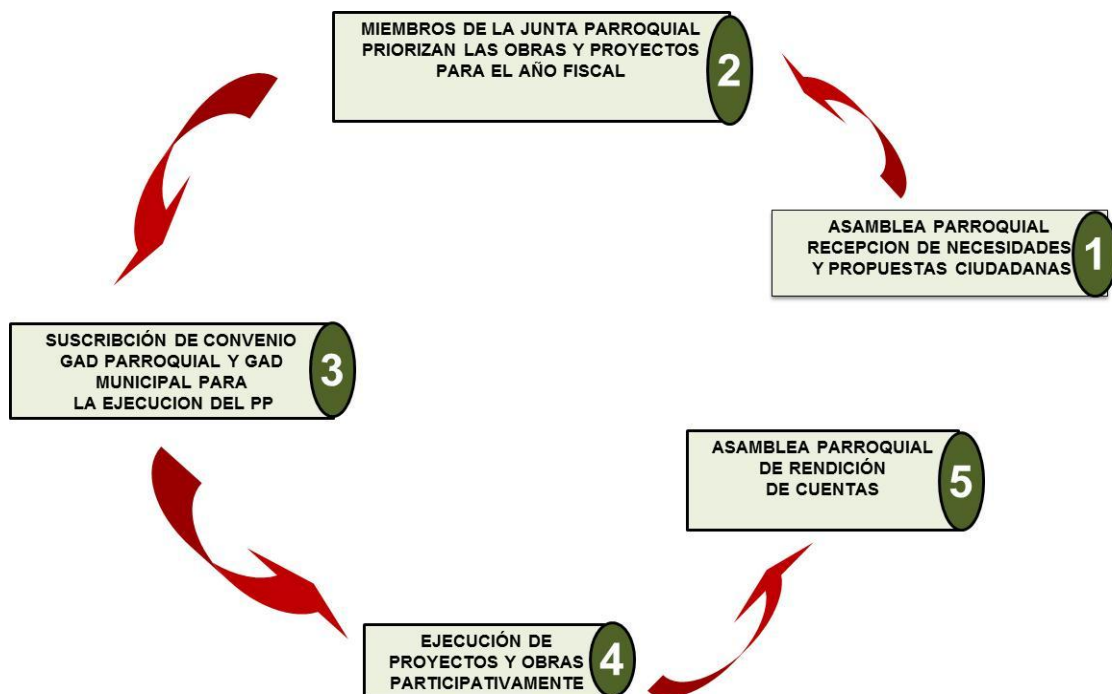 MIEMBROS DE LA JUNTA PARROQUIAL
PRIORIZAN LAS OBRAS Y PROYECTOS
PARA EL AÑO FISCAL
2
ASAMBLEA PARROQUIAL
RECEPCION DE NECESIDADES
Y PROPUESTAS CIUDADANAS
1
SUSCRIBCIÓN DE CONVENIO
GAD PARROQUIAL Y GAD
MUNICIPAL PARA
LA EJECUCION DEL PP
3
ASAMBLEA PARROQUIAL
DE RENDICIÓN
DE CUENTAS
5
EJECUCIÓN DE
PROYECTOS Y OBRAS
PARTICIPATIVAMENTE
4